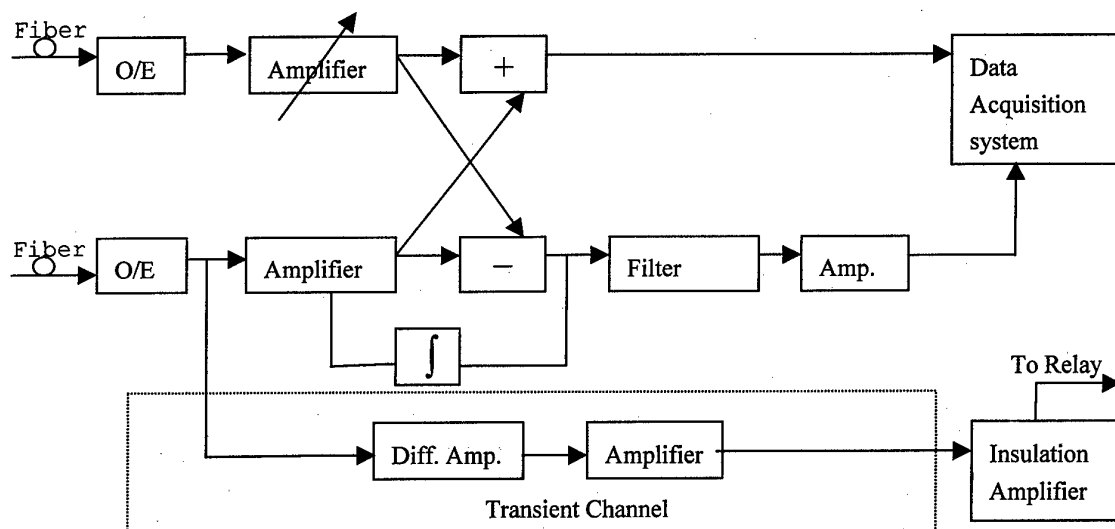 Fiber
O/E
Amplifier
+
Data
Acquisition
system
Fiber
O/E
Amplifier
−
Filter
Amp.
∫
To Relay
Diff. Amp.
Amplifier
Insulation
Amplifier
Transient Channel